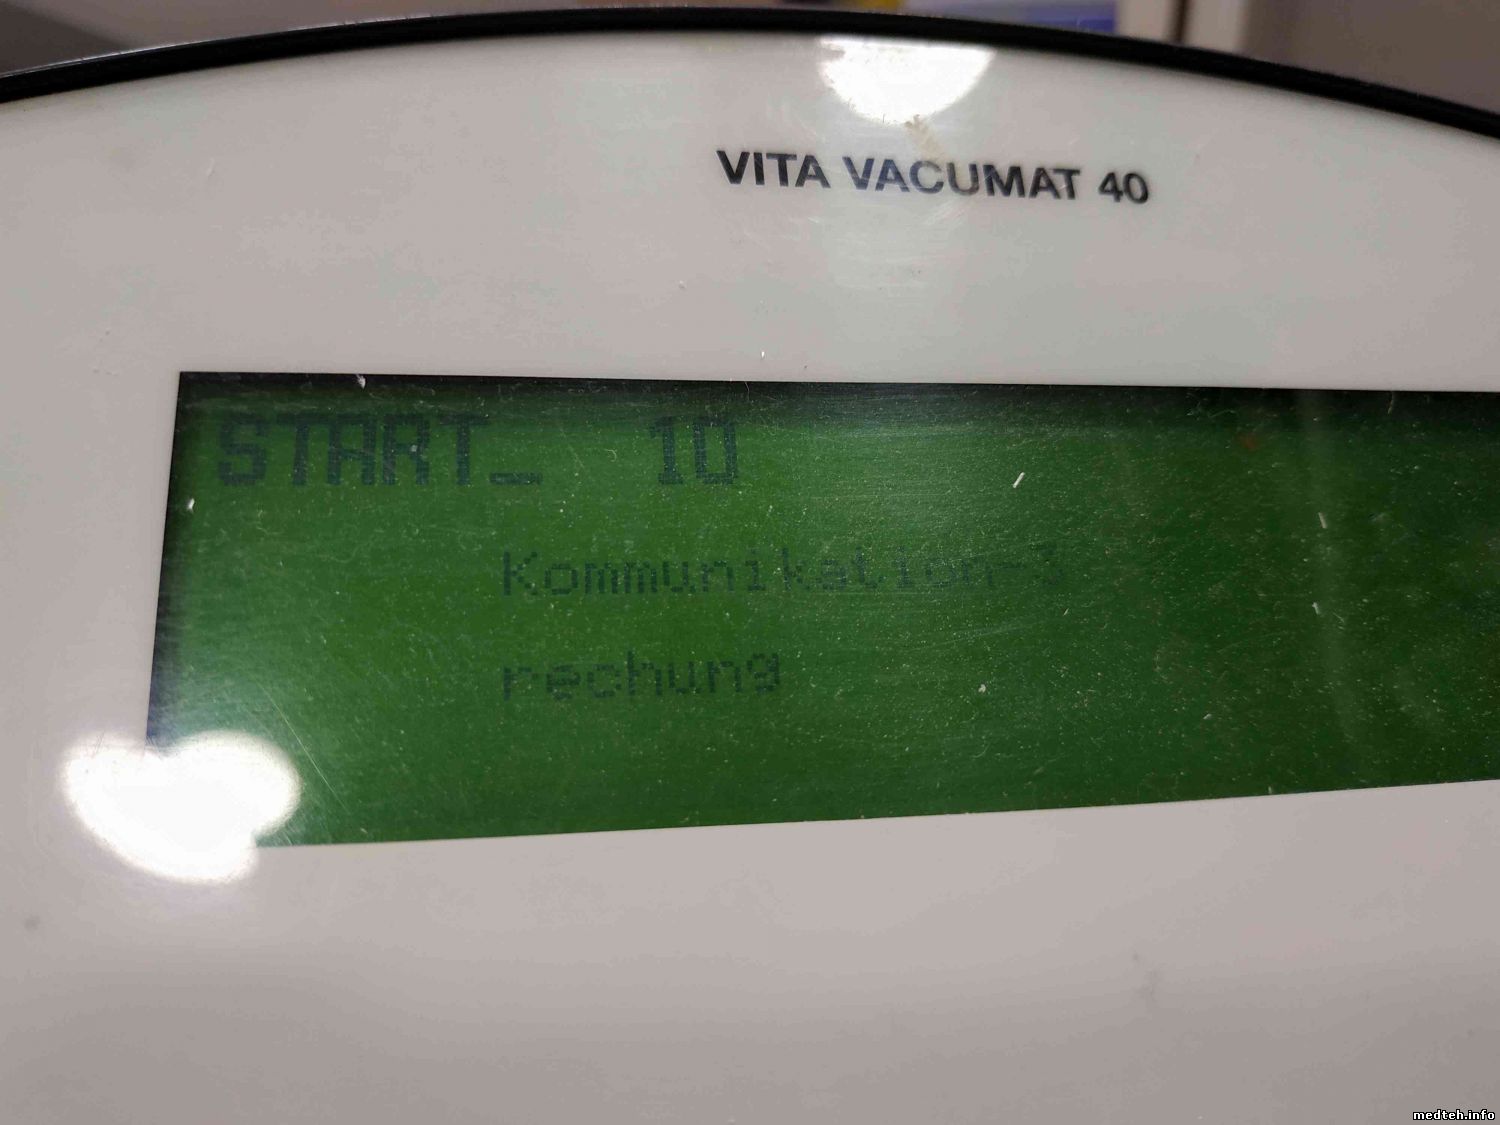 VITA VACUMAT 40
START_ 10
Kommunikation-3
rechung
medteh.info